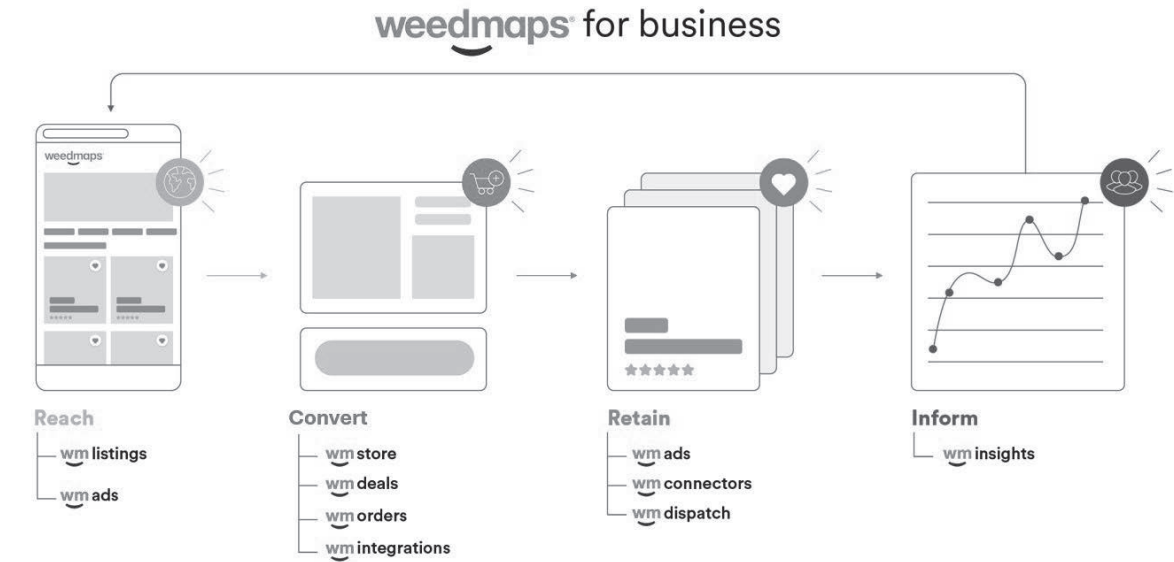 weedmaps® for business
weedmaps
Reach
wm listings
wm ads
Convert
wm store
wm deals
wm orders
wm integrations
Retain
wm ads
wm connectors
wm dispatch
Inform
wm insights